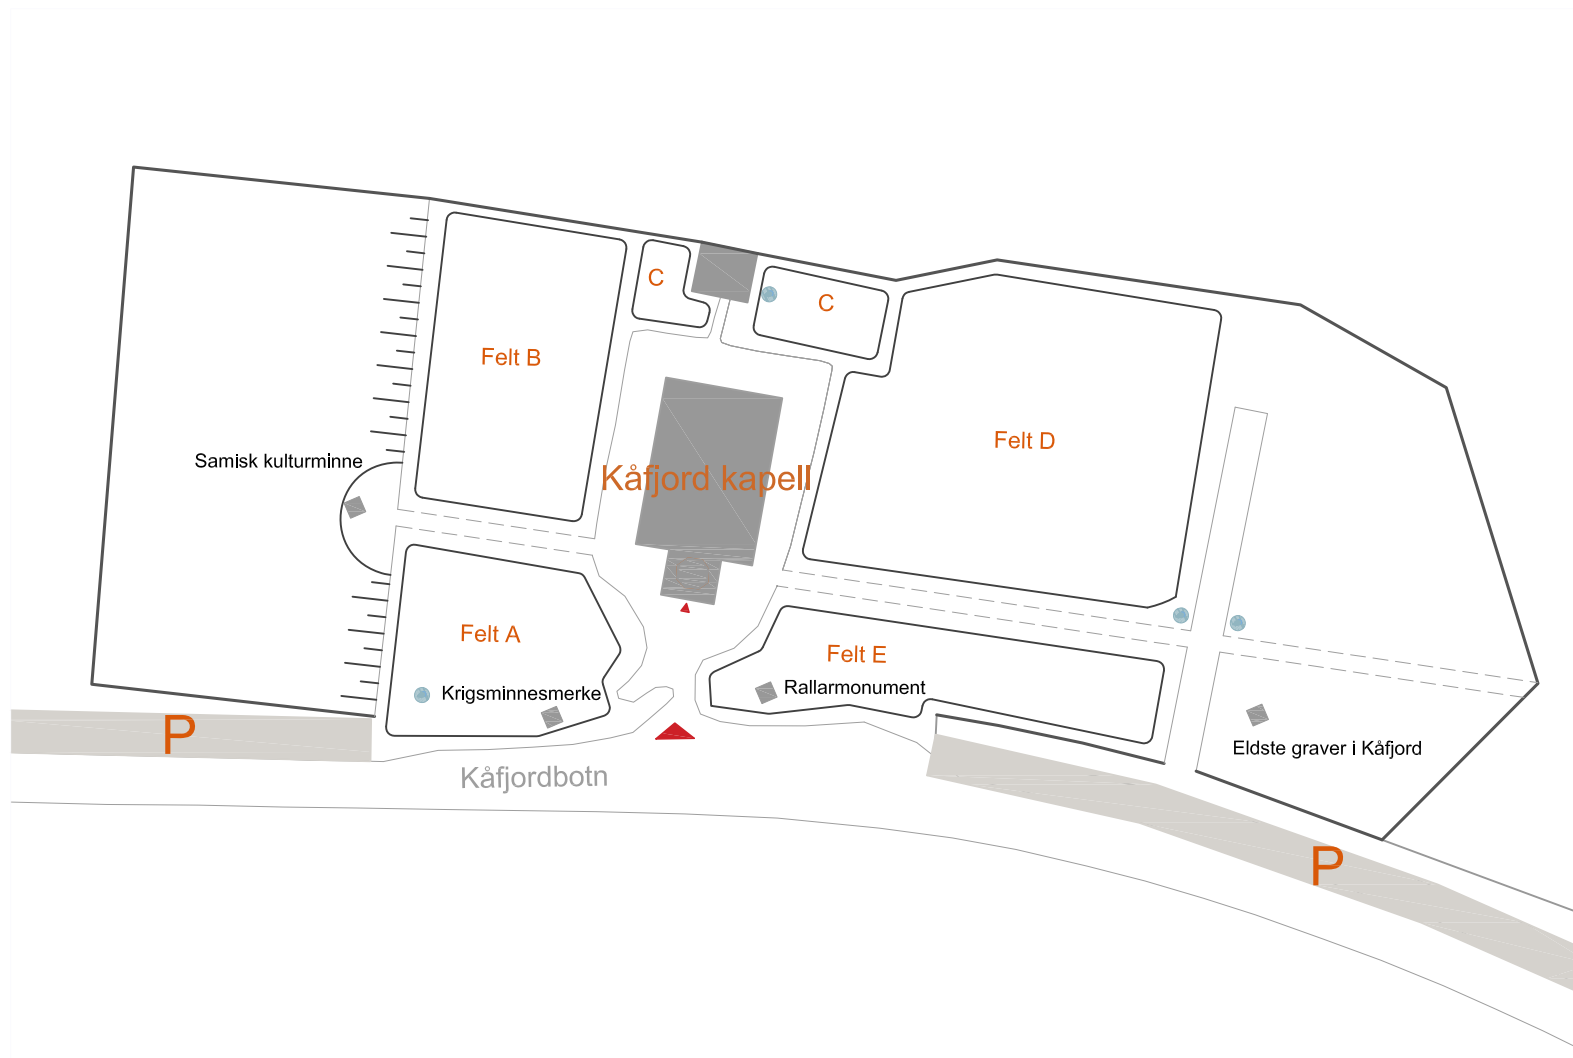 C
C
Felt B
Felt D
Samisk kulturminne
Kåfjord kapell
Felt A
Felt E
Krigsminnesmerke
Rallarmonument
P
Eldste graver i Kåfjord
Kåfjordbotn
P